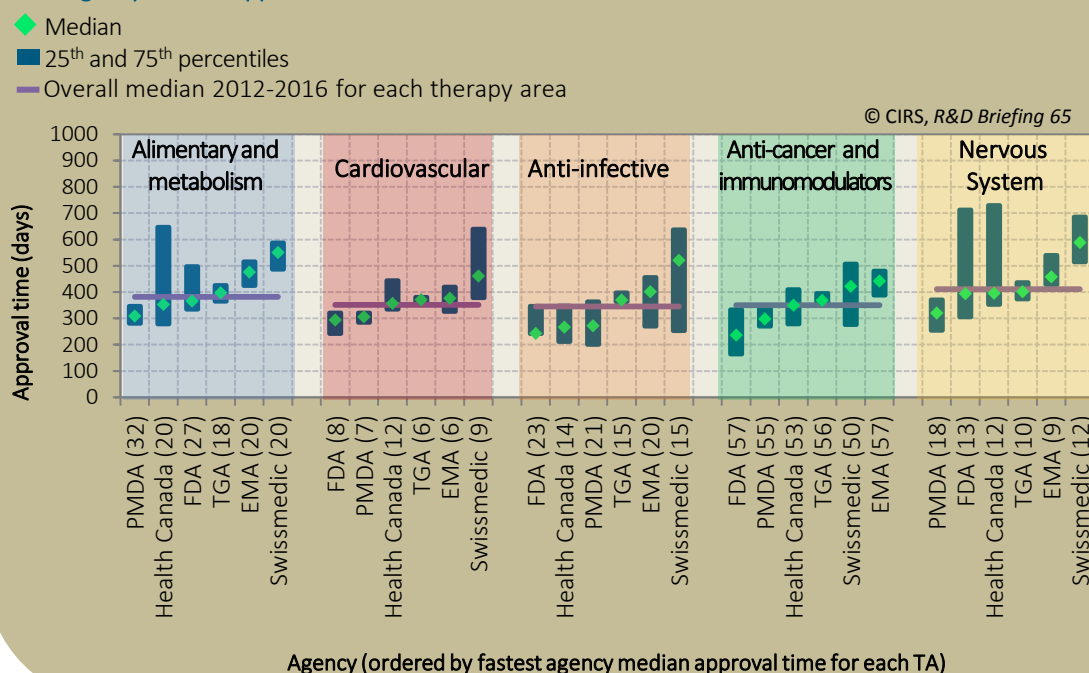 Median
25th and 75th percentiles
Overall median 2012-2016 for each therapy area
© CIRS, R&D Briefing 65
Approval time (days)
1000
900
800
700
600
500
400
300
200
100
0
Alimentary and
metabolism
Cardiovascular
Anti-infective
Anti-cancer and
immunomodulators
Nervous
System
PMDA (32)
Health Canada (20)
FDA (27)
TGA (18)
EMA (20)
Swissmedic (20)
FDA (8)
PMDA (7)
Health Canada (12)
TGA (6)
EMA (6)
Swissmedic (9)
FDA (23)
Health Canada (14)
PMDA (21)
TGA (15)
EMA (20)
Swissmedic (15)
FDA (57)
PMDA (55)
Health Canada (53)
TGA (56)
Swissmedic (50)
EMA (57)
PMDA (18)
FDA (13)
Health Canada (12)
TGA (10)
EMA (9)
Swissmedic (12
Agency (ordered by fastest agency median approval time for each TA)